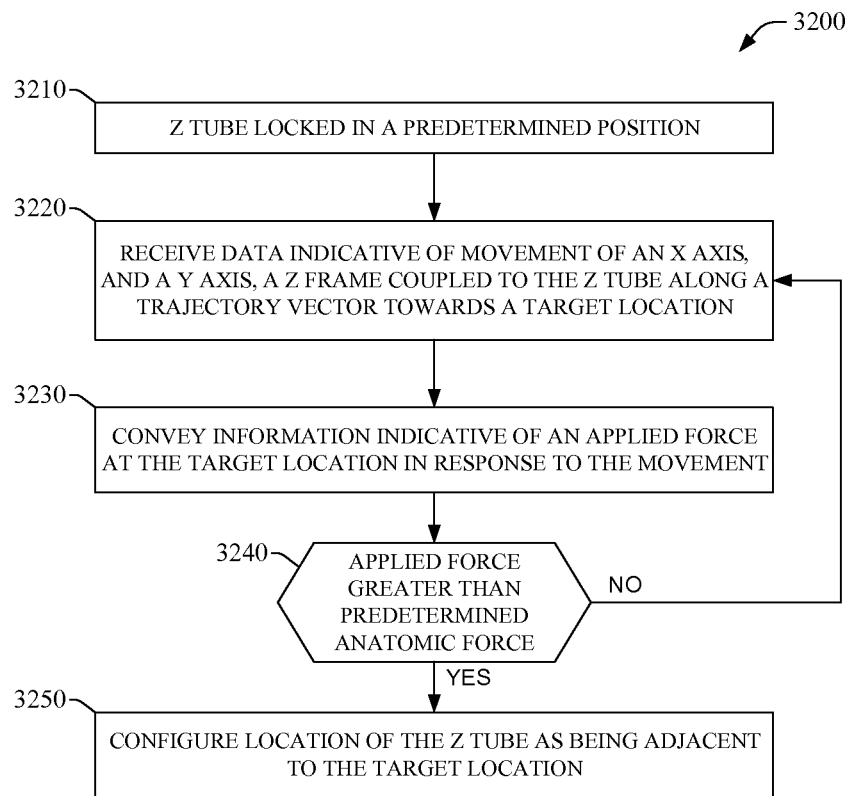 3200
3210
Z TUBE LOCKED IN A PREDETERMINED POSITION
3220
RECEIVE DATA INDICATIVE OF MOVEMENT OF AN X AXIS,
AND A Y AXIS, A Z FRAME COUPLED TO THE Z TUBE ALONG A
TRAJECTORY VECTOR TOWARDS A TARGET LOCATION
3230
CONVEY INFORMATION INDICATIVE OF AN APPLIED FORCE
AT THE TARGET LOCATION IN RESPONSE TO THE MOVEMENT
3240
APPLIED FORCE
GREATER THAN
PREDETERMINED
ANATOMIC FORCE
NO
YES
3250
CONFIGURE LOCATION OF THE Z TUBE AS BEING ADJACENT
TO THE TARGET LOCATION